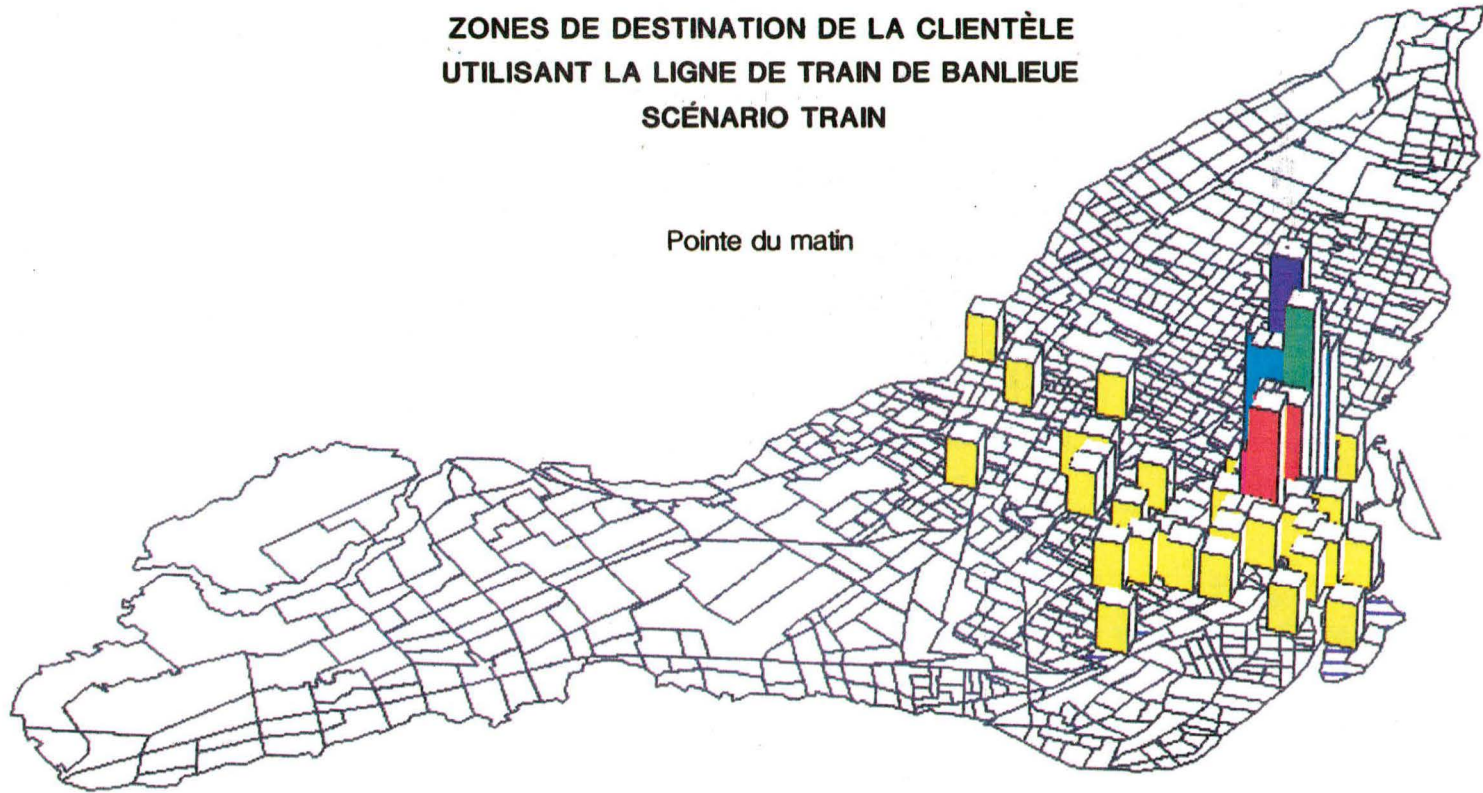 ZONES DE DESTINATION DE LA CLIENTÈLE
UTILISANT LA LIGNE DE TRAIN DE BANLIEUE
SCÉNARIO TRAIN
Pointe du matin